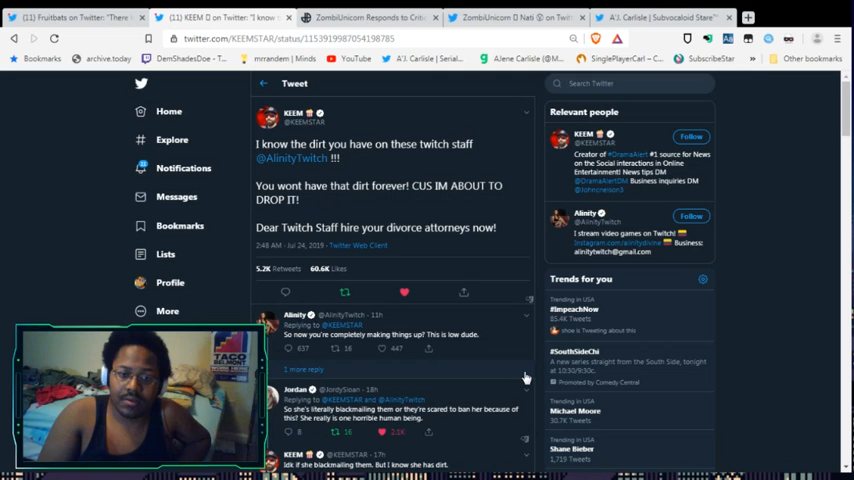 (11) Fruitbats on Twitter: "There
(11) KEEM on Twitter: "I know
ZombiUnicorn Responds to Critic
ZombiUnicorn Nati on Twitt
A'J. Carlisle | Subvocaloid Stare"
twitter.com/KEEMSTAR/status/1153919987054198785
Bookmarks
archive.today
DemShadesDoe - T
mrrandem | Minds
YouTube
A'J. Carlisle | Serial
AJene Carlisle (@M
SinglePlayerCarl – C
SubscribeStar
Other bookmarks
Home
Explore
Notifications
Messages
Bookmarks
Lists
Profile
More
Tweet
KEEM
@KEEMSTAR
I know the dirt you have on these twitch staff
@AlinityTwitch !!!
You wont have that dirt forever! CUS IM ABOUT TO
DROP IT!
Dear Twitch Staff hire your divorce attorneys now!
2:48 AM · Jul 24, 2019 · Twitter Web Client
5.2K Retweets 60.6K Likes
Alinity @AlinityTwitch · 11h
Replying to @KEEMSTAR
So now you're completely making things up? This is low dude.
637 16 447
1 more reply
Jordan @JordySloan · 18h
Replying to @KEEMSTAR and @AlinityTwitch
So she's literally blackmailing them or they're scared to ban her because of
this? She really is one horrible human being.
8 16 2.1K
KEEM @KEEMSTAR · 17h
Idk if she blackmailing them. But I know she has dirt.
Search Twitter
Relevant people
KEEM
@KEEMSTAR
Follow
Creator of #DramaAlert #1 source for News
on the Social interactions in Online
Entertainment! News tips DM
@DramaAlertDM Business inquiries DM
@Johncnelson3
Alinity
@AlinityTwitch
Follow
I stream video games on Twitch!
Instagram.com/alinitydivine Business:
alinitytwitch@gmail.com
Trends for you
Trending in USA
#ImpeachNow
85.4K Tweets
show is Tweeting about this
#SouthSideChi
A new series straight from the South Side, tonight
at 10:30/9:30c.
Promoted by Comedy Central
Trending in USA
Michael Moore
30.7K Tweets
Trending in USA
Shane Bieber
1,719 Tweets
TACO
BELMONT